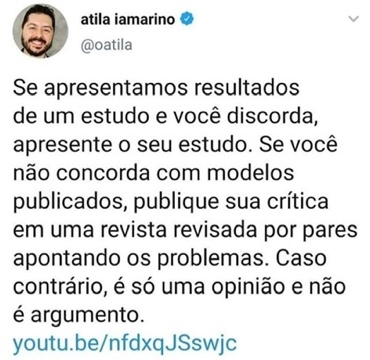 atila iamarino
@oatila
Se apresentamos resultados
de um estudo e você discorda,
apresente o seu estudo. Se você
não concorda com modelos
publicados, publique sua crítica
em uma revista revisada por pares
apontando os problemas. Caso
contrário, é só uma opinião e não
é argumento.
youtu.be/nfdxqJSswjc